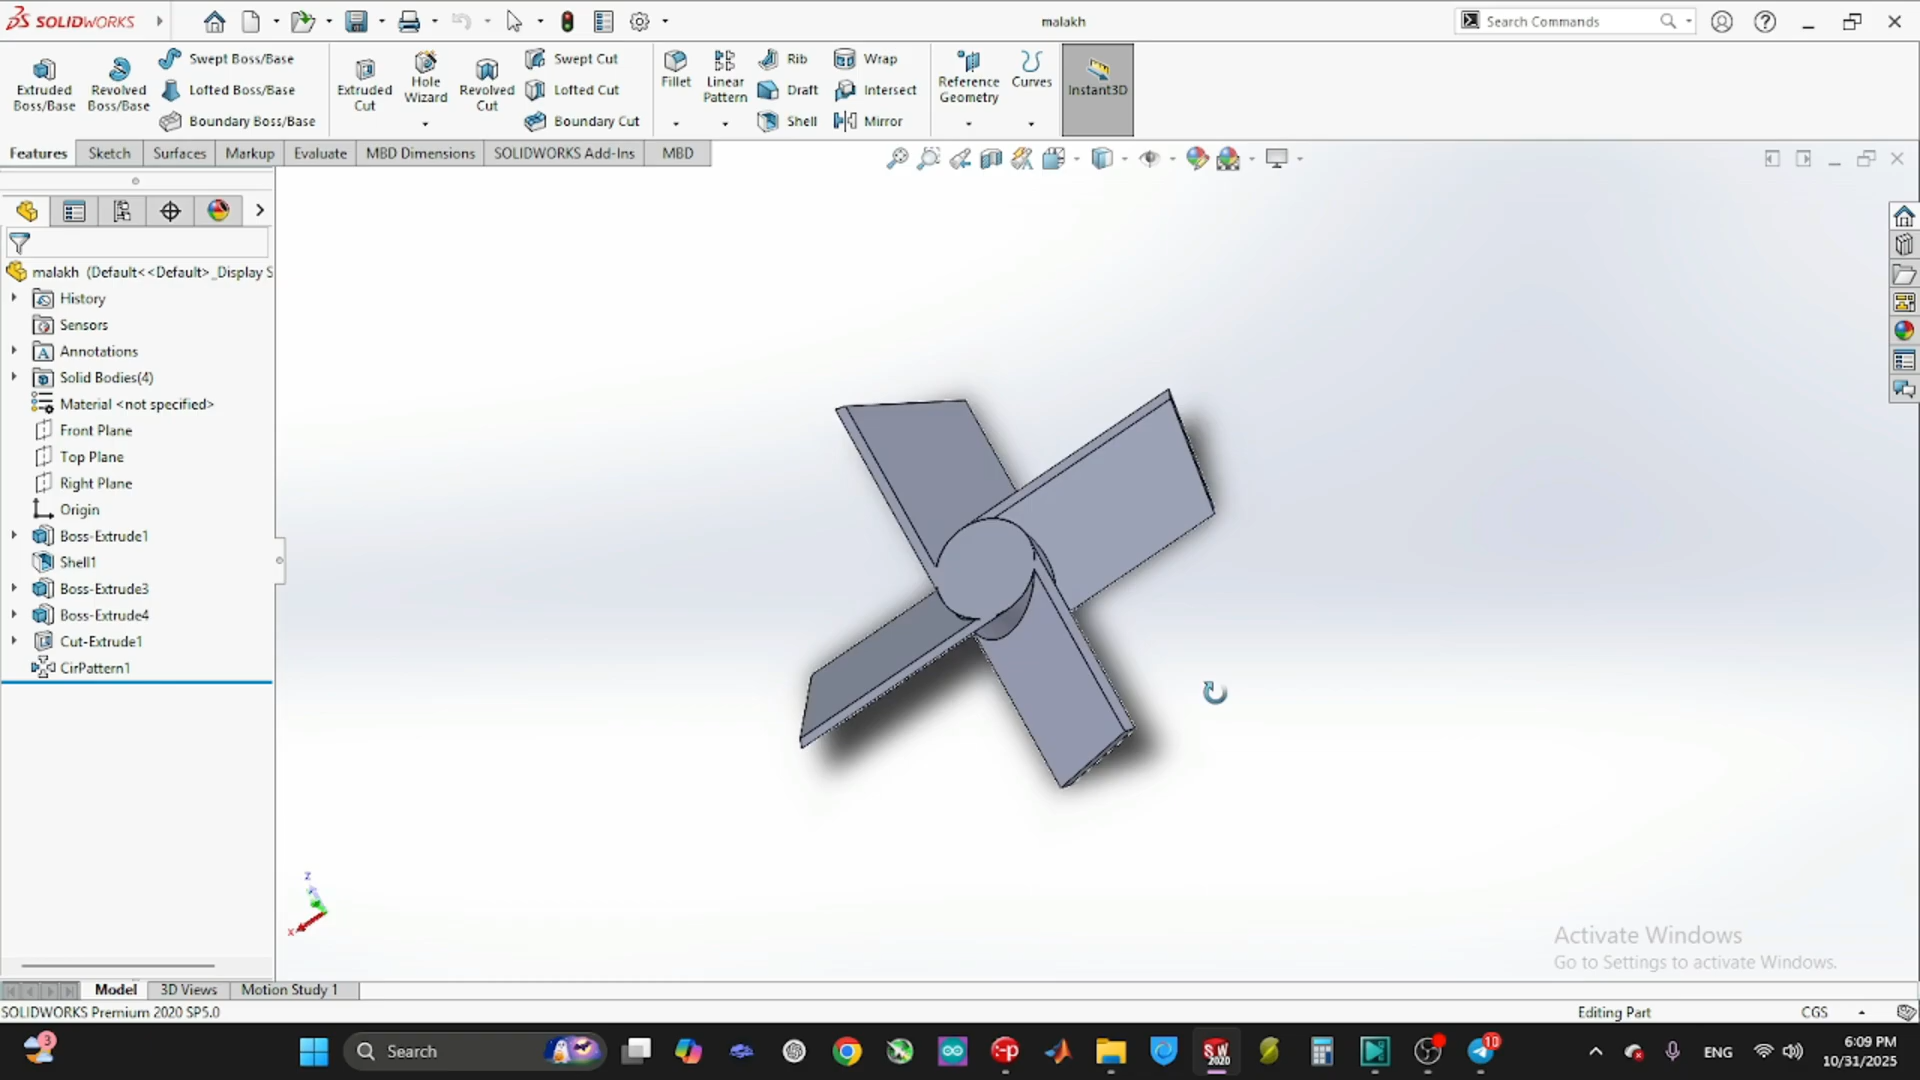 SOLIDWORKS
malakh
Search Commands
Extruded Boss/Base
Revolved Boss/Base
Swept Boss/Base
Lofted Boss/Base
Boundary Boss/Base
Extruded Cut
Hole Wizard
Revolved Cut
Swept Cut
Lofted Cut
Boundary Cut
Fillet
Linear Pattern
Rib
Draft
Shell
Wrap
Intersect
Mirror
Reference Geometry
Curves
Instant3D
Features
Sketch
Surfaces
Markup
Evaluate
MBD Dimensions
SOLIDWORKS Add-Ins
MBD
malakh (Default<<Default>_Display S
History
Sensors
Annotations
Solid Bodies(4)
Material <not specified>
Front Plane
Top Plane
Right Plane
Origin
Boss-Extrude1
Shell1
Boss-Extrude3
Boss-Extrude4
Cut-Extrude1
CirPattern1
z
x
Activate Windows
Go to Settings to activate Windows.
Model
3D Views
Motion Study 1
SOLIDWORKS Premium 2020 SP5.0
Editing Part
CGS
3
Search
SW
2020
10
ENG
6:09 PM
10/31/2025